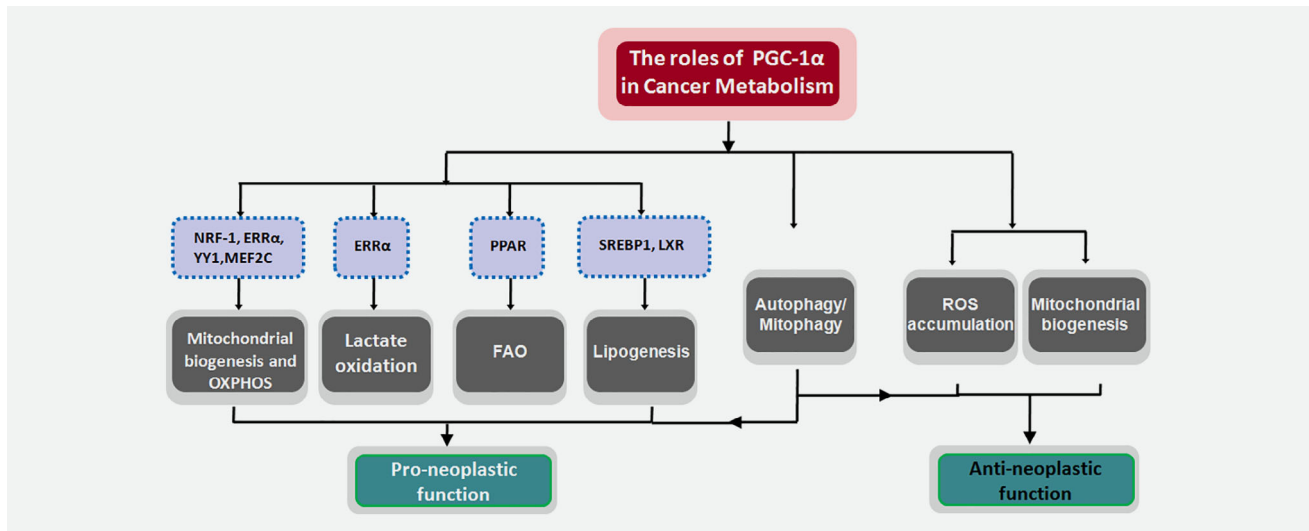 The roles of PGC-1α
in Cancer Metabolism
NRF-1, ERRα,
YY1,MEF2C
ERRα
PPAR
SREBP1, LXR
Mitochondrial
biogenesis and
OXPHOS
Lactate
oxidation
FAO
Lipogenesis
Autophagy/
Mitophagy
ROS
accumulation
Mitochondrial
biogenesis
Pro-neoplastic
function
Anti-neoplastic
function